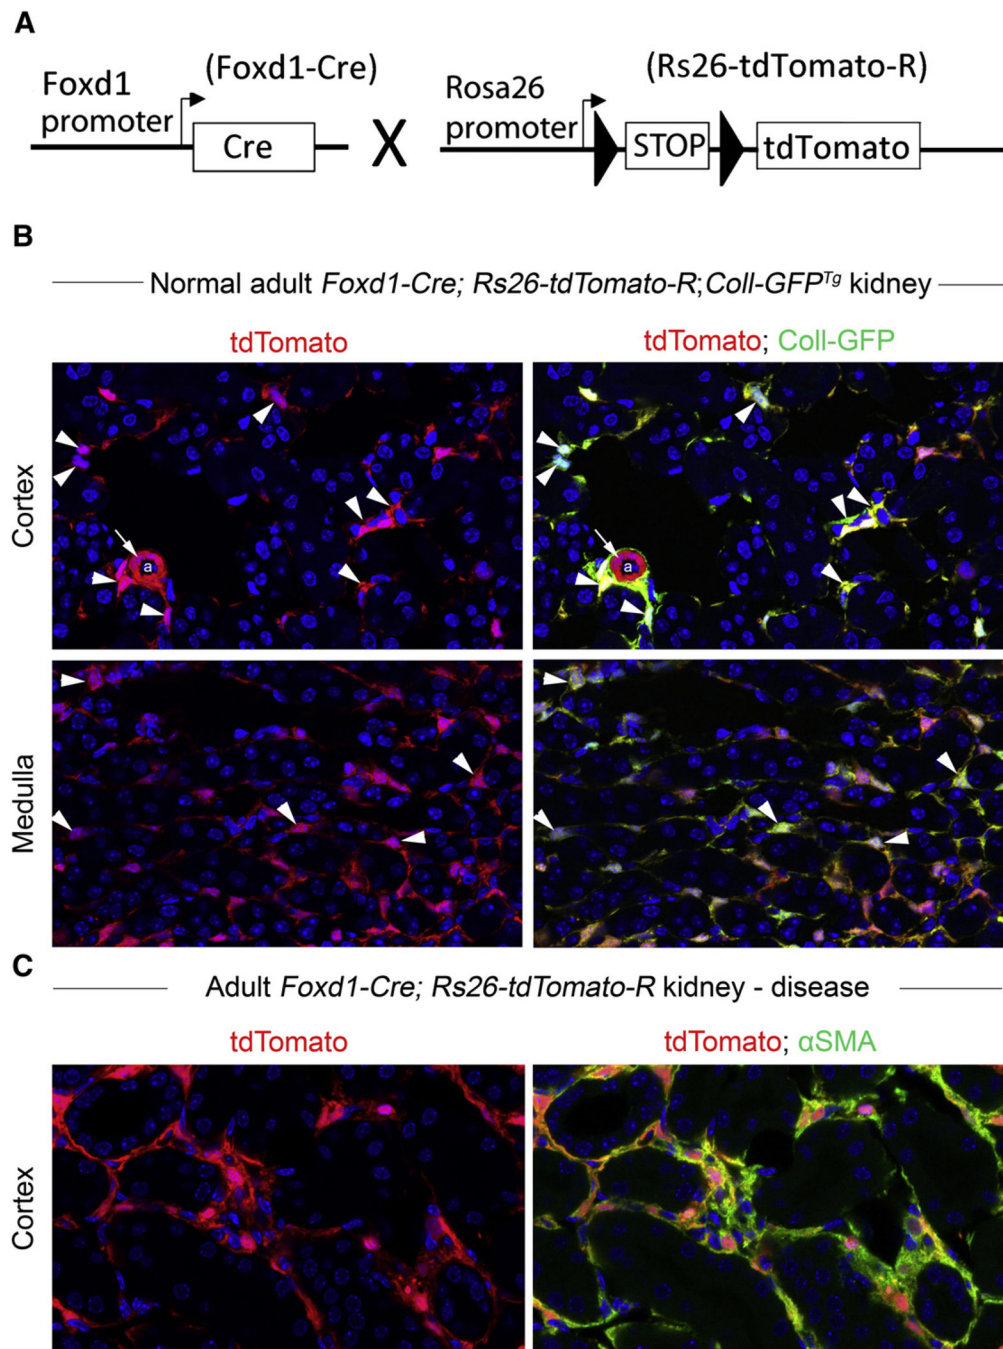 A
(Foxd1-Cre)
(Rs26-tdTomato-R)
Foxd1
promoter
Cre
X
Rosa26
promoter
STOP
tdTomato
B
Normal adult Foxd1-Cre; Rs26-tdTomato-R;Coll-GFPTg kidney
tdTomato
tdTomato; Coll-GFP
Cortex
a
a
Medulla
C
Adult Foxd1-Cre; Rs26-tdTomato-R kidney - disease
tdTomato
tdTomato; αSMA
Cortex